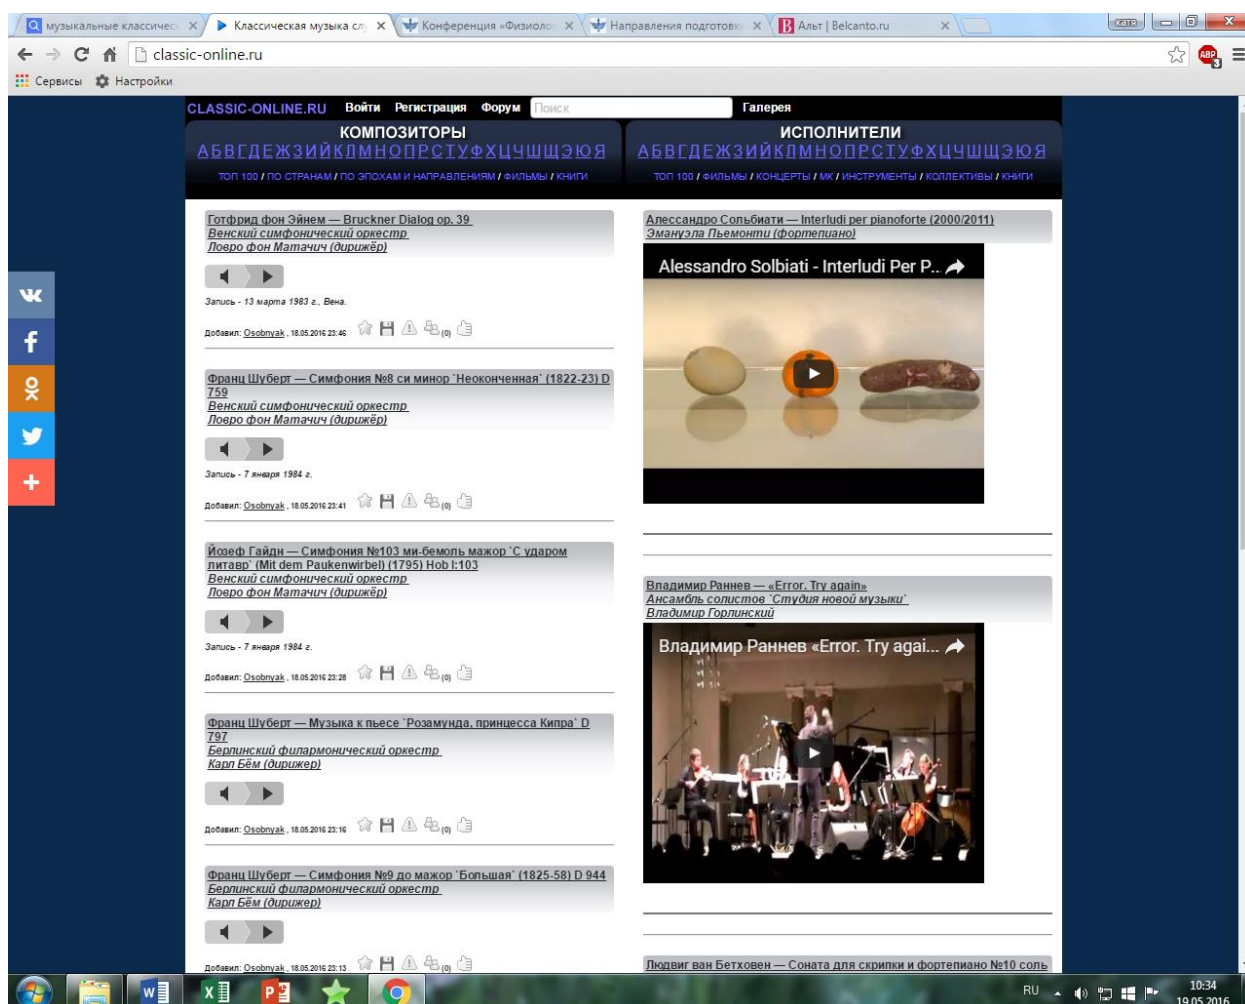 музыкальные классичес
Классическая музыка слу
Конференция «Физиолог
Направления подготовк
Альт | Belcanto.ru
катя
classic-online.ru
ABP
3
Сервисы
Настройки
CLASSIC-ONLINE.RU Войти Регистрация Форум Поиск Галерея
КОМПОЗИТОРЫ
А Б В Г Д Е Ж З И Й К Л М Н О П Р С Т У Ф Х Ц Ч Ш Щ Э Ю Я
ТОП 100 / ПО СТРАНАМ / ПО ЭПОХАМ И НАПРАВЛЕНИЯМ / ФИЛЬМЫ / КНИГИ
ИСПОЛНИТЕЛИ
А Б В Г Д Е Ж З И Й К Л М Н О П Р С Т У Ф Х Ц Ч Ш Щ Э Ю Я
ТОП 100 / ФИЛЬМЫ / КОНЦЕРТЫ / МК / ИНСТРУМЕНТЫ / КОЛЛЕКТИВЫ / КНИГИ
Готфрид фон Эйнем — Bruckner Dialog op. 39
Венский симфонический оркестр
Ловро фон Матачич (дирижёр)
Запись - 13 марта 1983 г., Вена.
Добавил: Osobnyak , 18.05.2016 23:46 (0)
Франц Шуберт — Симфония №8 си минор `Неоконченная` (1822-23) D
759
Венский симфонический оркестр
Ловро фон Матачич (дирижёр)
Запись - 7 января 1984 г.
Добавил: Osobnyak , 18.05.2016 23:41 (0)
Йозеф Гайдн — Симфония №103 ми-бемоль мажор `С ударом
литавр` (Mit dem Paukenwirbel) (1795) Hob I:103
Венский симфонический оркестр
Ловро фон Матачич (дирижёр)
Запись - 7 января 1984 г.
Добавил: Osobnyak , 18.05.2016 23:28 (0)
Франц Шуберт — Музыка к пьесе `Розамунда, принцесса Кипра` D
797
Берлинский филармонический оркестр
Карл Бём (дирижер)
Добавил: Osobnyak , 18.05.2016 23:16 (0)
Франц Шуберт — Симфония №9 до мажор `Большая` (1825-58) D 944
Берлинский филармонический оркестр
Карл Бём (дирижер)
Добавил: Osobnyak , 18.05.2016 23:13 (0)
Алессандро Сольбиати — Interludi per pianoforte (2000/2011)
Эмануэла Пьемонти (фортепиано)
Alessandro Solbiati - Interludi Per P...
Владимир Раннев — «Error. Try again»
Ансамбль солистов `Студия новой музыки`
Владимир Горлинский
Владимир Раннев «Error. Try agai...
Людвиг ван Бетховен — Соната для скрипки и фортепиано №10 соль
RU
10:34
19.05.2016